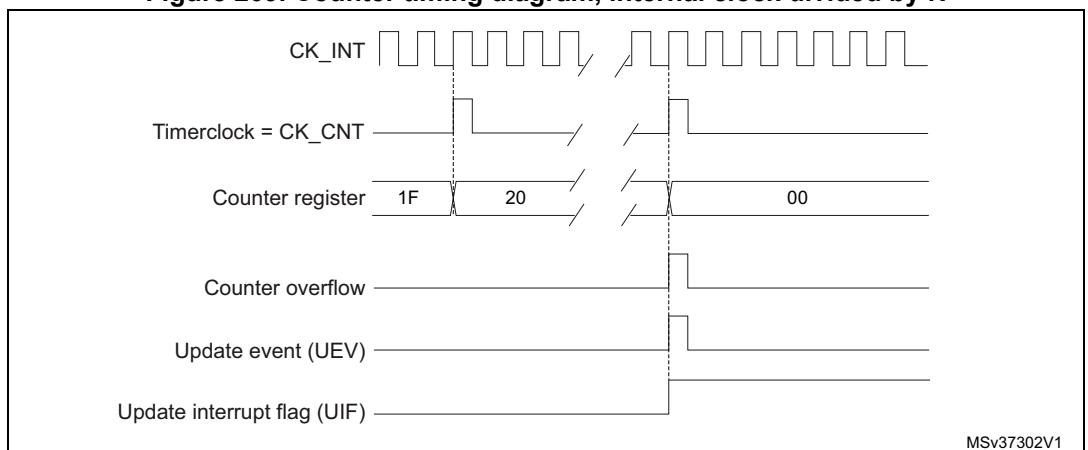 CK_INT
Timerclock = CK_CNT
Counter register 1F 20 00
Counter overflow
Update event (UEV)
Update interrupt flag (UIF)
MSv37302V1